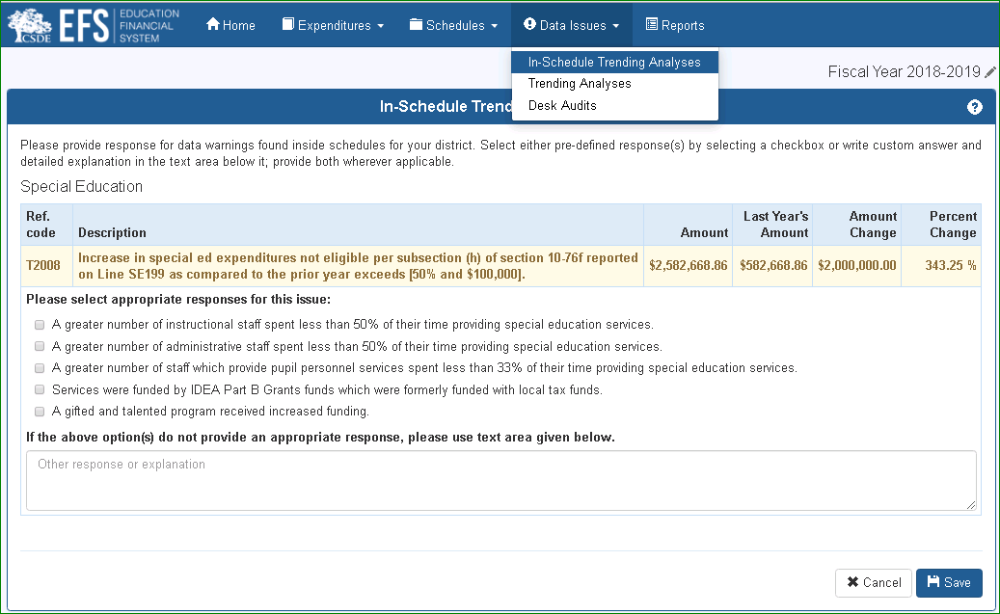 CSDE EFS EDUCATION FINANCIAL SYSTEM
Home Expenditures Schedules Data Issues Reports
In-Schedule Trending Analyses
Trending Analyses
Desk Audits
Fiscal Year 2018-2019
In-Schedule
Please provide response for data warnings found inside schedules for your district. Select either pre-defined response(s) by selecting a checkbox or write custom answer and
detailed explanation in the text area below it; provide both wherever applicable.
Special Education
Ref. code Description Amount Last Year's Amount Amount Change Percent Change
T2008 Increase in special ed expenditures not eligible per subsection (h) of section 10-76f reported on Line SE199 as compared to the prior year exceeds [50% and $100,000]. $2,582,668.86 $582,668.86 $2,000,000.00 343.25 %
Please select appropriate responses for this issue:
A greater number of instructional staff spent less than 50% of their time providing special education services.
A greater number of administrative staff spent less than 50% of their time providing special education services.
A greater number of staff which provide pupil personnel services spent less than 33% of their time providing special education services.
Services were funded by IDEA Part B Grants funds which were formerly funded with local tax funds.
A gifted and talented program received increased funding.
If the above option(s) do not provide an appropriate response, please use text area given below.
Other response or explanation
Cancel Save